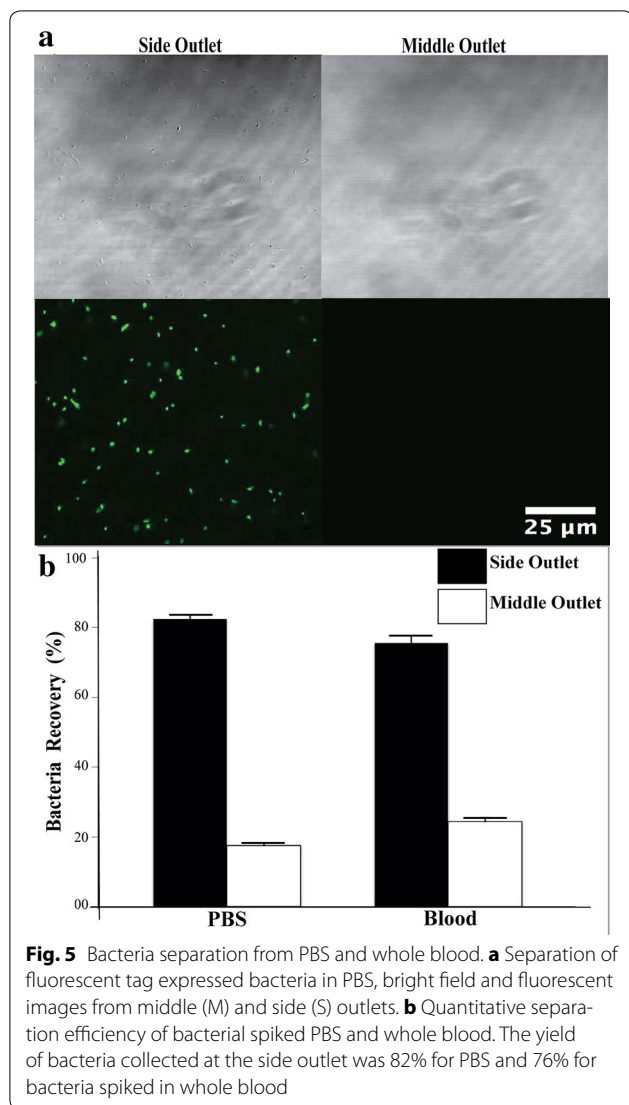 a
Side Outlet Middle Outlet
25 µm
b
Side Outlet
Middle Outlet
100
80
60
40
20
00
Bacteria Recovery (%)
PBS Blood
Fig. 5 Bacteria separation from PBS and whole blood. a Separation of
fluorescent tag expressed bacteria in PBS, bright field and fluorescent
images from middle (M) and side (S) outlets. b Quantitative separa-
tion efficiency of bacterial spiked PBS and whole blood. The yield
of bacteria collected at the side outlet was 82% for PBS and 76% for
bacteria spiked in whole blood